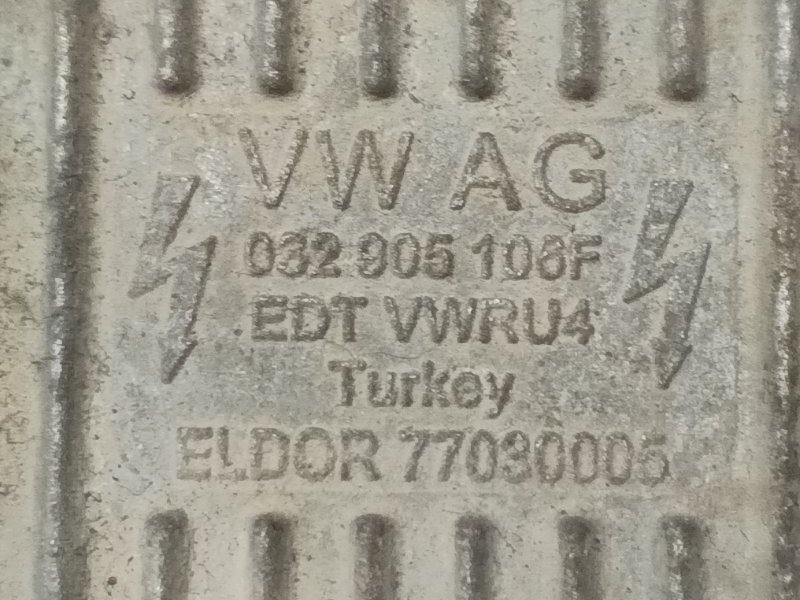 VW AG
032 905 106F
EDT VWRU4
Turkey
ELDOR 77030005